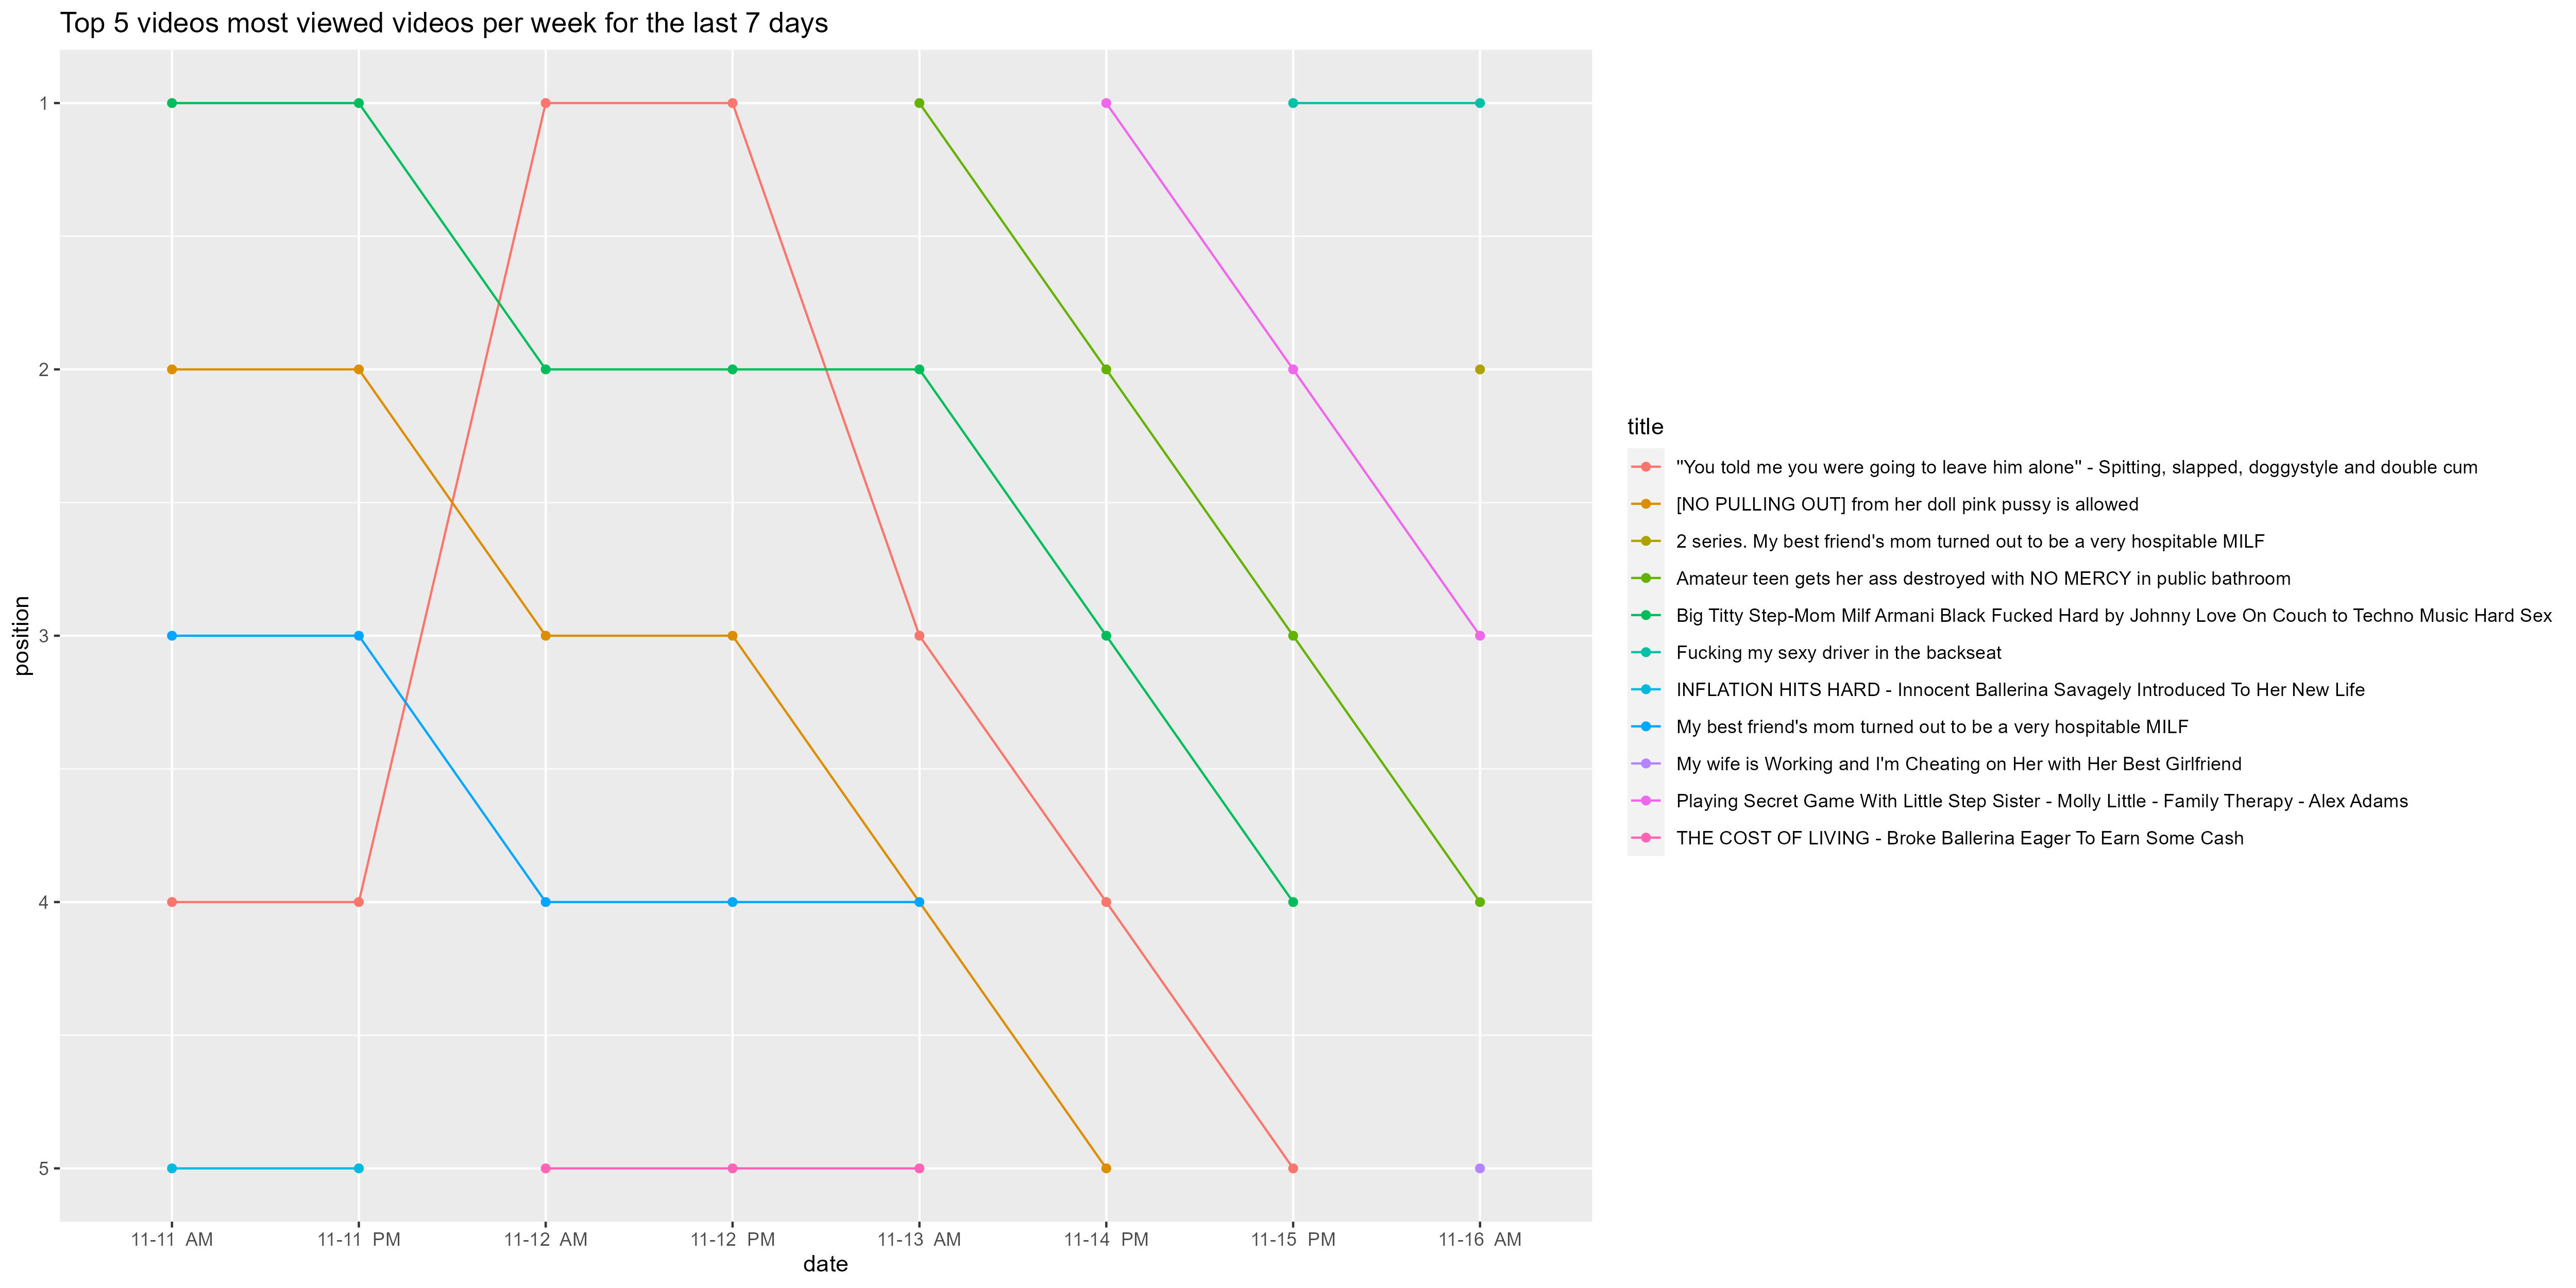 Top 5 videos most viewed videos per week for the last 7 days
position
1
2
3
4
5
11-11 AM
11-11 PM
11-12 AM
11-12 PM
11-13 AM
11-14 PM
11-15 PM
11-16 AM
date
title
"You told me you were going to leave him alone" - Spitting, slapped, doggystyle and double cum
[NO PULLING OUT] from her doll pink pussy is allowed
2 series. My best friend's mom turned out to be a very hospitable MILF
Amateur teen gets her ass destroyed with NO MERCY in public bathroom
Big Titty Step-Mom Milf Armani Black Fucked Hard by Johnny Love On Couch to Techno Music Hard Sex
Fucking my sexy driver in the backseat
INFLATION HITS HARD - Innocent Ballerina Savagely Introduced To Her New Life
My best friend's mom turned out to be a very hospitable MILF
My wife is Working and I'm Cheating on Her with Her Best Girlfriend
Playing Secret Game With Little Step Sister - Molly Little - Family Therapy - Alex Adams
THE COST OF LIVING - Broke Ballerina Eager To Earn Some Cash